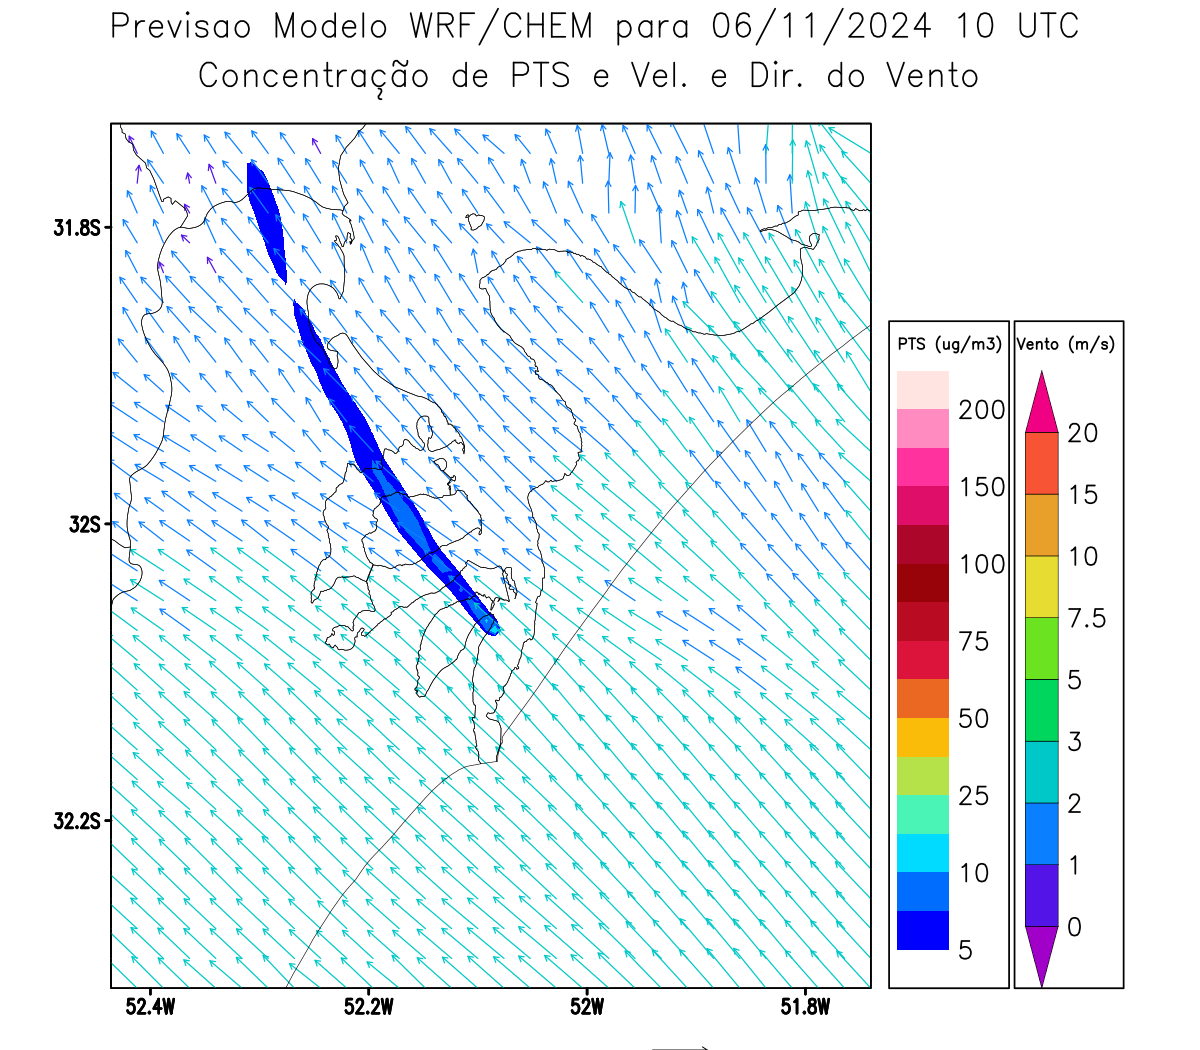 Previsao Modelo WRF/CHEM para 06/11/2024 10 UTC
Concentração de PTS e Vel. e Dir. do Vento
31.8S
32S
32.2S
52.4W
52.2W
52W
51.8W
PTS (ug/m3)
200
150
100
75
50
25
10
5
Vento (m/s)
20
15
10
7.5
5
3
2
1
0